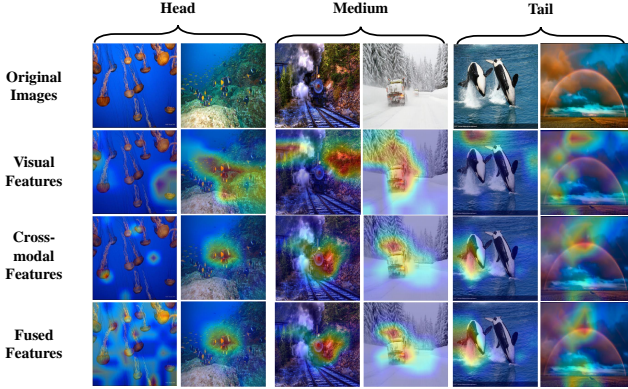 Head Medium Tail
Original
Images
Visual
Features
Cross-
modal
Features
Fused
Features